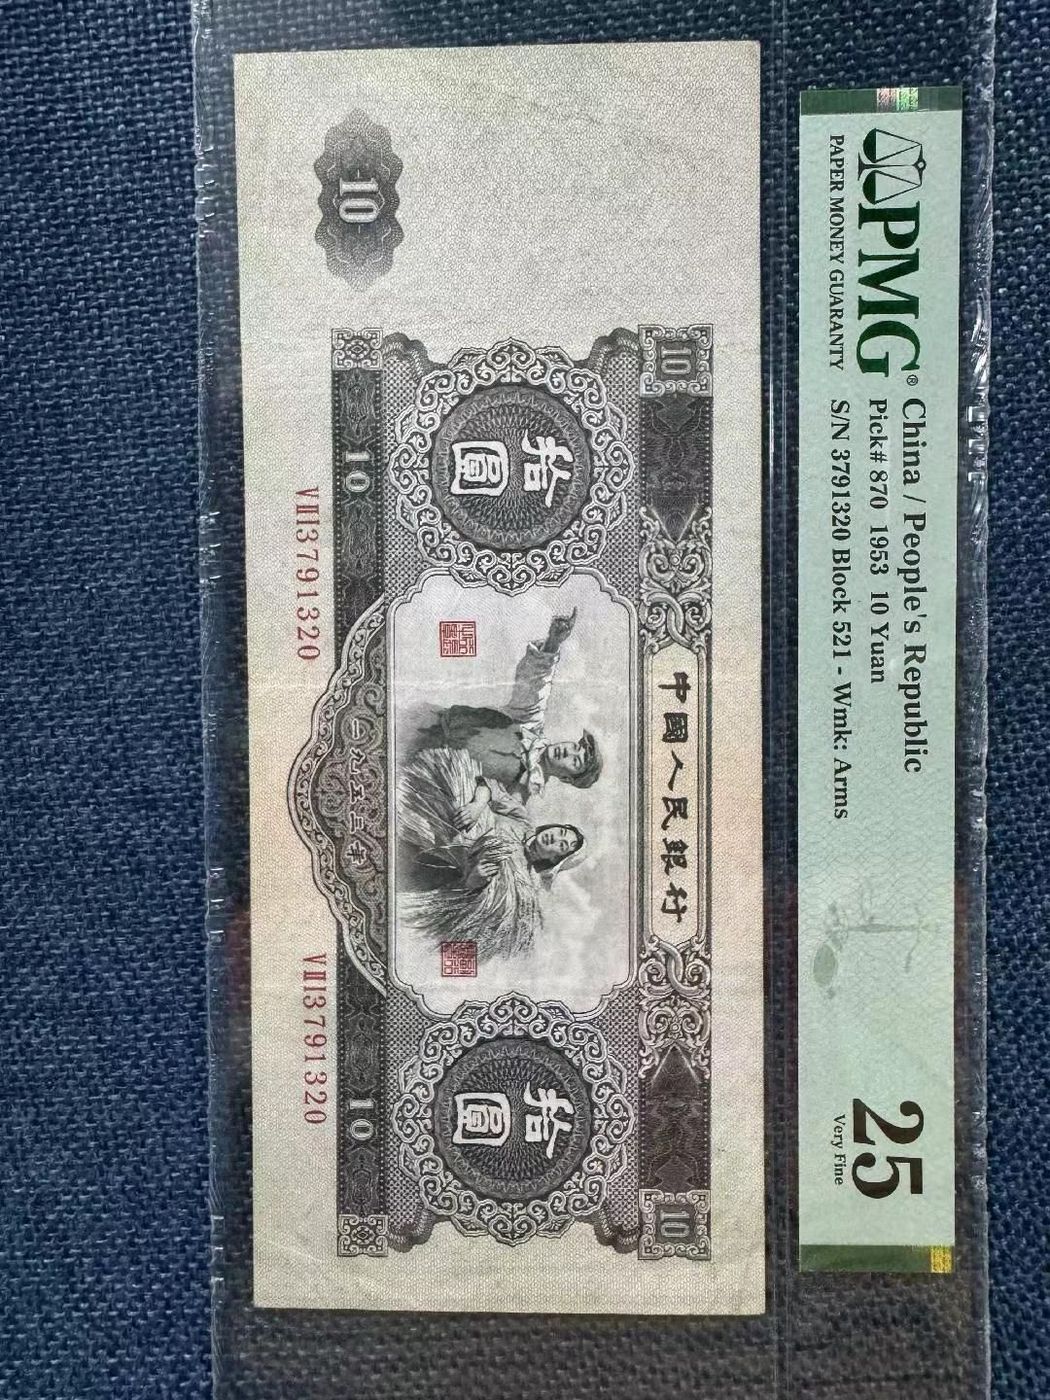 PMG®
PAPER MONEY GUARANTY
China / People's Republic
Pick# 870 1953 10 Yuan
S/N 3791320 Block 521 - Wmk: Arms
25
Very Fine
10
10
中國人民銀行
10
拾圓
拾圓
10
一九五三年
10
VIII3791320
VIII3791320